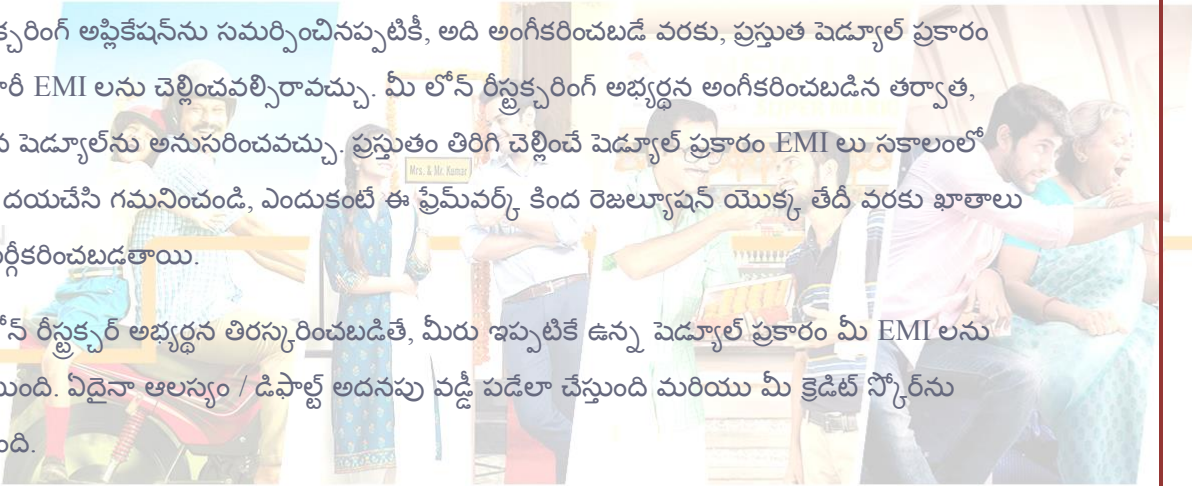 క్చరింగ్ అప్లికేషన్‌ను సమర్పించినప్పటికీ, అది అంగీకరించబడే వరకు, ప్రస్తుత షెడ్యూల్ ప్రకారం
EMI లను చెల్లించవల్సిరావచ్చు. మీ లోన్ రీస్ట్రక్చరింగ్ అభ్యర్థన అంగీకరించబడిన తర్వాత,
షెడ్యూల్‌ను అనుసరించవచ్చు. ప్రస్తుతం తిరిగి చెల్లించే షెడ్యూల్ ప్రకారం EMI లు సకాలంలో
Mrs. & Mr. Kumar
దయచేసి గమనించండి, ఎందుకంటే ఈ ఫ్రేమ్‌వర్క్ కింద రెజల్యూషన్ యొక్క తేదీ వరకు ఖాతాలు
ర్గీకరించబడతాయి.
న్ రీస్ట్రక్చర్ అభ్యర్థన తిరస్కరించబడితే, మీరు ఇప్పటికే ఉన్న షెడ్యూల్ ప్రకారం మీ EMI లను
ఏదైనా ఆలస్యం / డిఫాల్ట్ అదనపు వడ్డీ పడేలా చేస్తుంది మరియు మీ క్రెడిట్ స్కోర్‌ను
ంది.